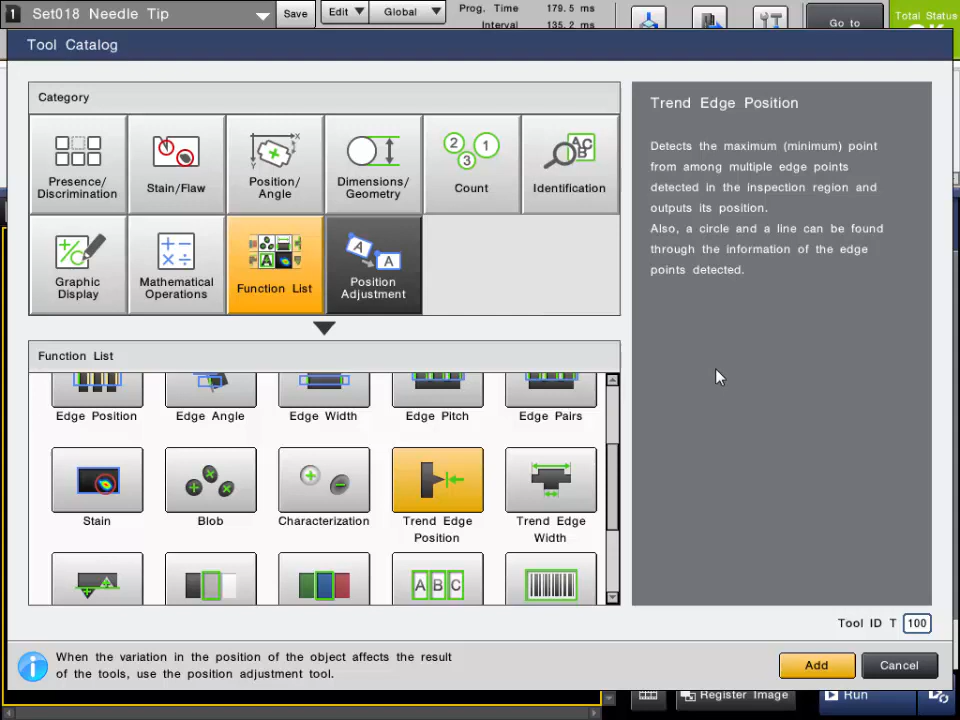 1 Set018 Needle Tip
Save
Edit
Global
Prog. Time 179.5 ms
Interval 135.2 ms
Go to
Total Status
Tool Catalog
Category
Presence/
Discrimination
Stain/Flaw
Position/
Angle
Dimensions/
Geometry
Count
Identification
Graphic
Display
Mathematical
Operations
Function List
Position
Adjustment
Function List
Edge Position
Edge Angle
Edge Width
Edge Pitch
Edge Pairs
Stain
Blob
Characterization
Trend Edge
Position
Trend Edge
Width
ABC
Trend Edge Position
Detects the maximum (minimum) point
from among multiple edge points
detected in the inspection region and
outputs its position.
Also, a circle and a line can be found
through the information of the edge
points detected.
Tool ID T 100
When the variation in the position of the object affects the result
of the tools, use the position adjustment tool.
Add
Cancel
Register Image
Run